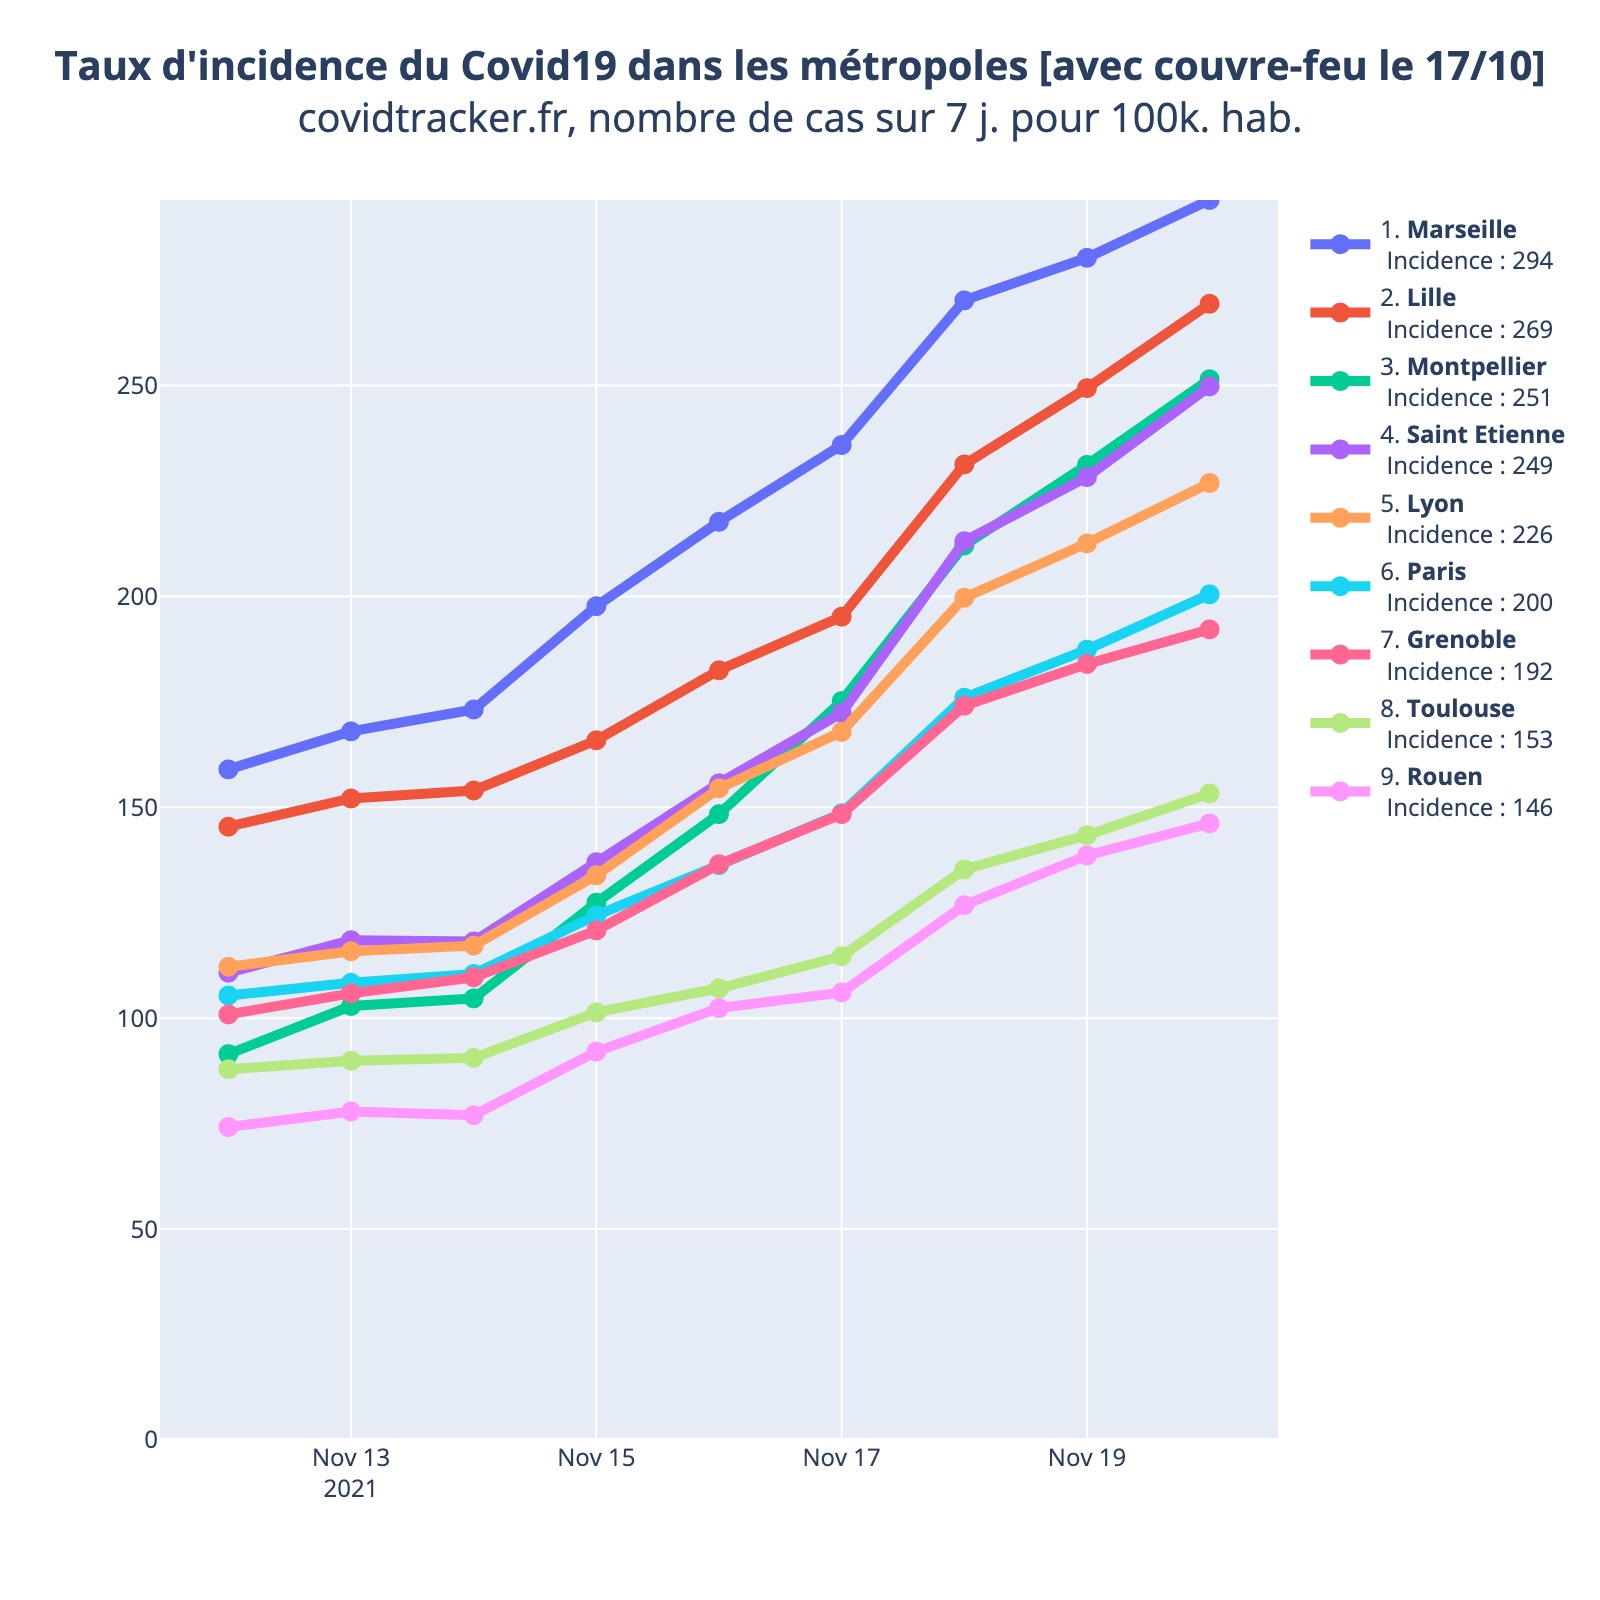 Taux d'incidence du Covid19 dans les métropoles [avec couvre-feu le 17/10]
covidtracker.fr, nombre de cas sur 7 j. pour 100k. hab.
1. Marseille
Incidence : 294
2. Lille
Incidence : 269
3. Montpellier
Incidence : 251
4. Saint Etienne
Incidence : 249
5. Lyon
Incidence : 226
6. Paris
Incidence : 200
7. Grenoble
Incidence : 192
8. Toulouse
Incidence : 153
9. Rouen
Incidence : 146
250
200
150
100
50
0
Nov 13
2021
Nov 15
Nov 17
Nov 19